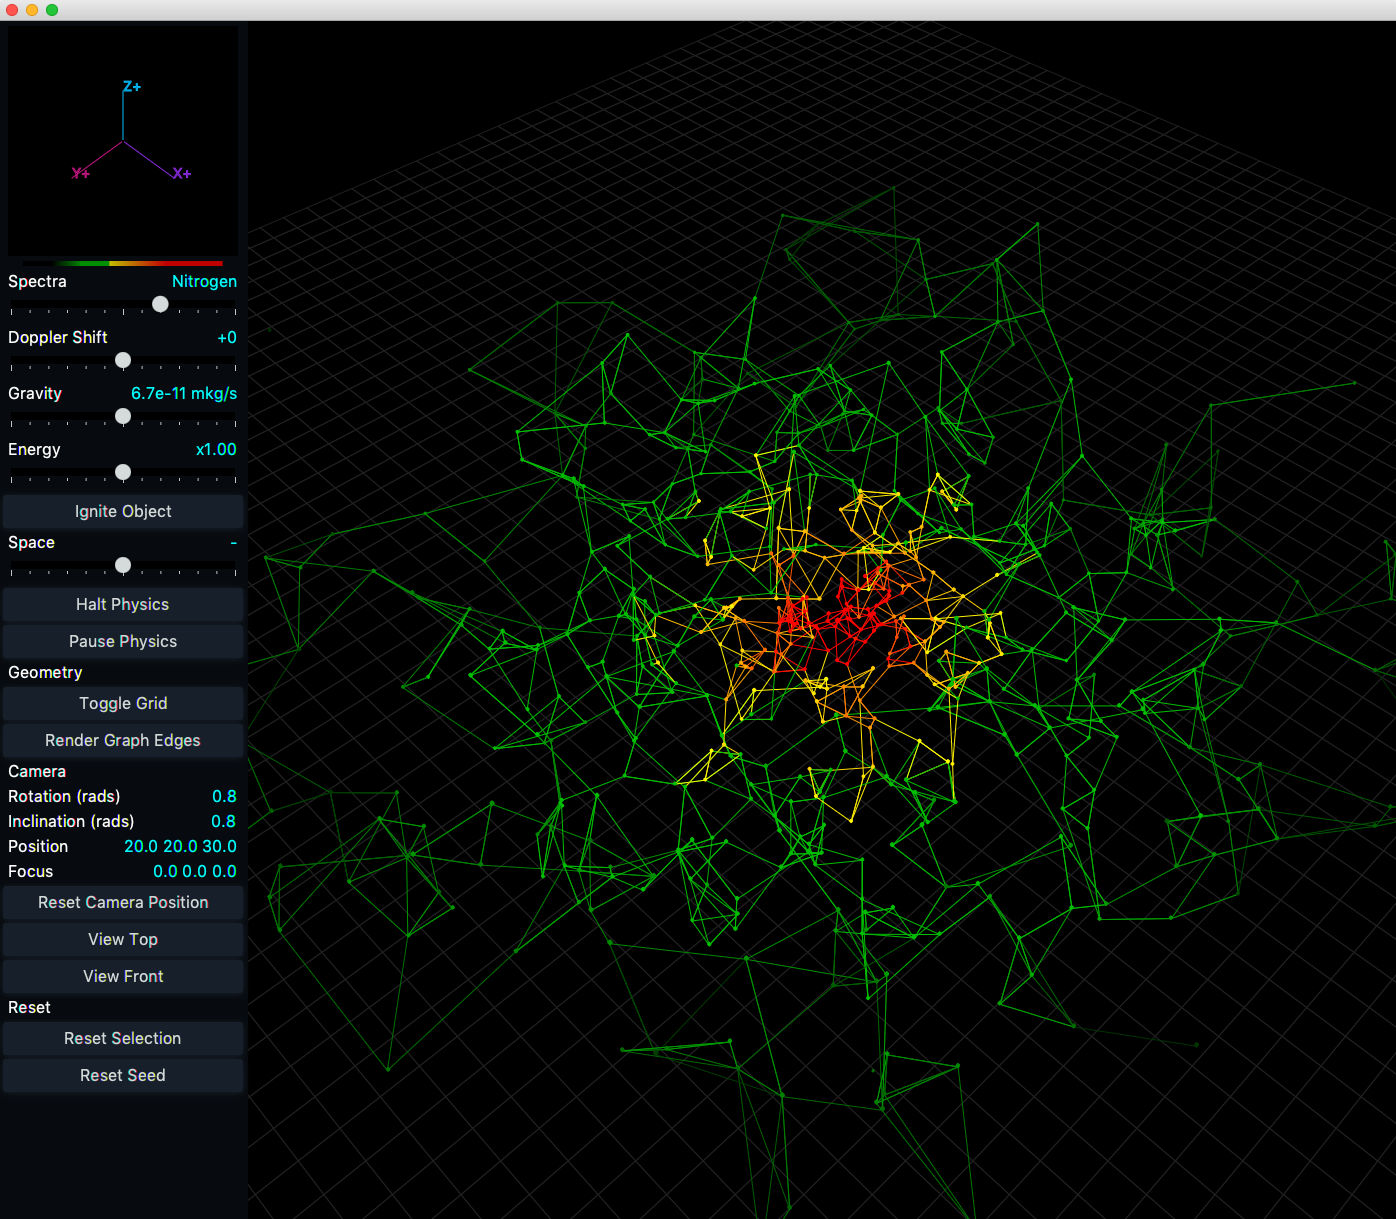 Z+
Y+ X+
Spectra Nitrogen
Doppler Shift +0
Gravity 6.7e-11 mkg/s
Energy x1.00
Ignite Object
Space -
Halt Physics
Pause Physics
Geometry
Toggle Grid
Render Graph Edges
Camera
Rotation (rads) 0.8
Inclination (rads) 0.8
Position 20.0 20.0 30.0
Focus 0.0 0.0 0.0
Reset Camera Position
View Top
View Front
Reset
Reset Selection
Reset Seed